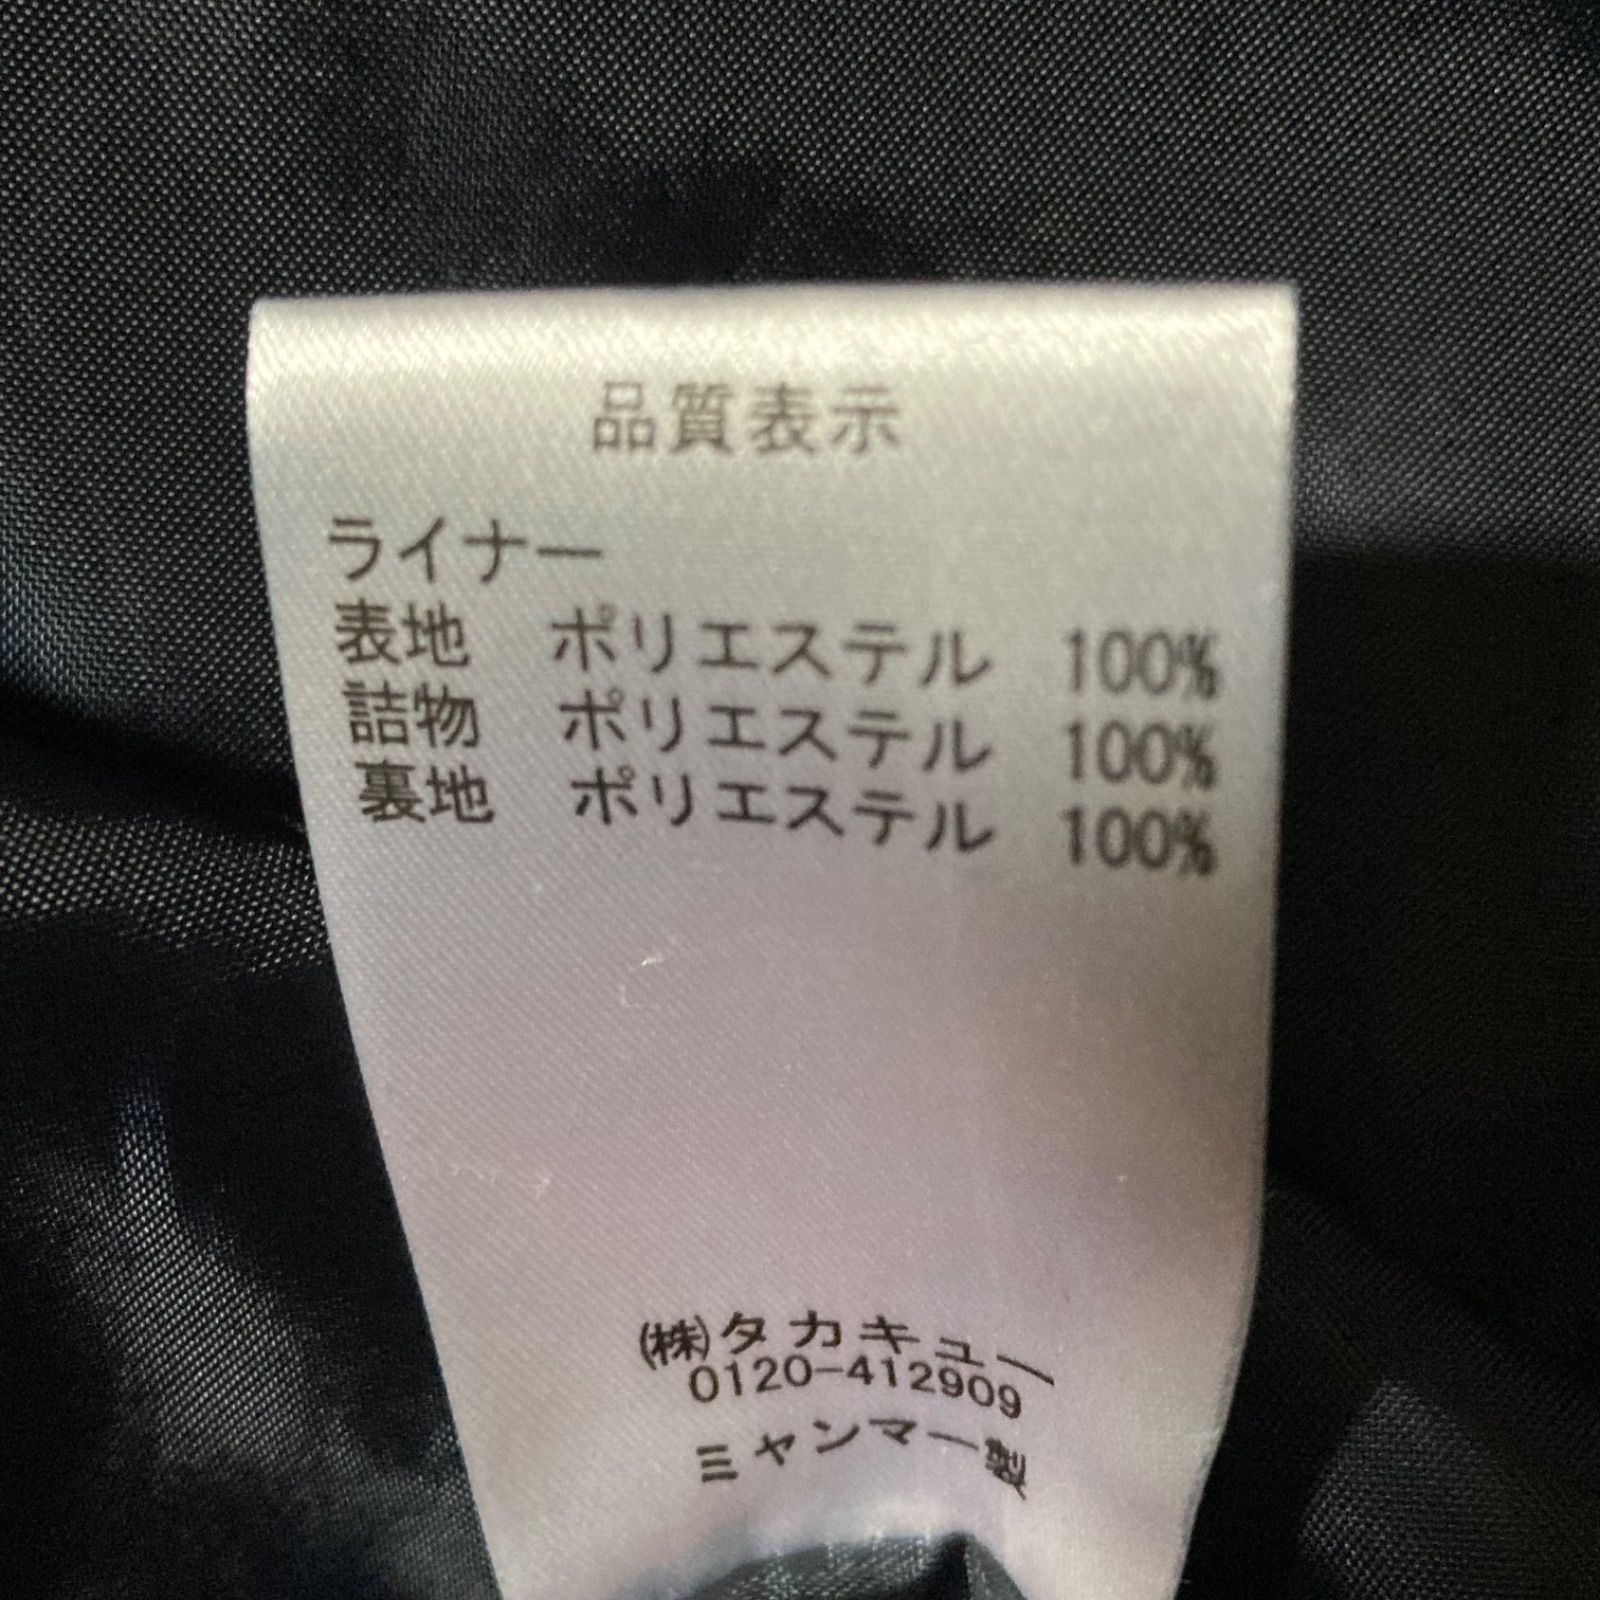 品質表示
ライナー
表地 ポリエステル 100%
詰物 ポリエステル 100%
裏地 ポリエステル 100%
(株)タカキュー
0120-412909
ミャンマー製